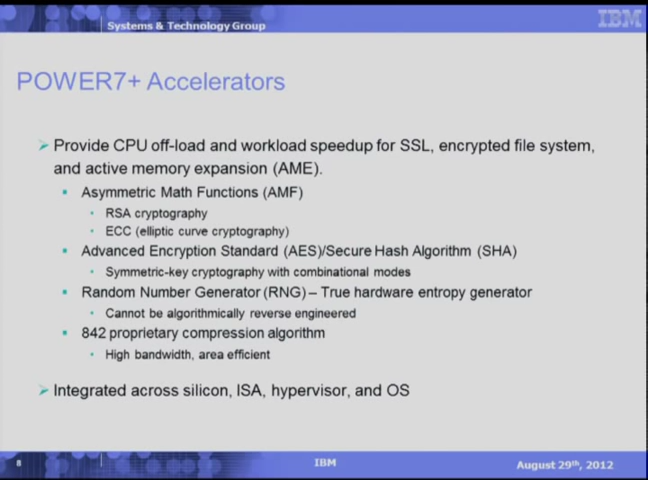 Systems & Technology Group
IBM
POWER7+ Accelerators
Provide CPU off-load and workload speedup for SSL, encrypted file system,
and active memory expansion (AME).
Asymmetric Math Functions (AMF)
RSA cryptography
ECC (elliptic curve cryptography)
Advanced Encryption Standard (AES)/Secure Hash Algorithm (SHA)
Symmetric-key cryptography with combinational modes
Random Number Generator (RNG) – True hardware entropy generator
Cannot be algorithmically reverse engineered
842 proprietary compression algorithm
High bandwidth, area efficient
Integrated across silicon, ISA, hypervisor, and OS
8
IBM
August 29th, 2012